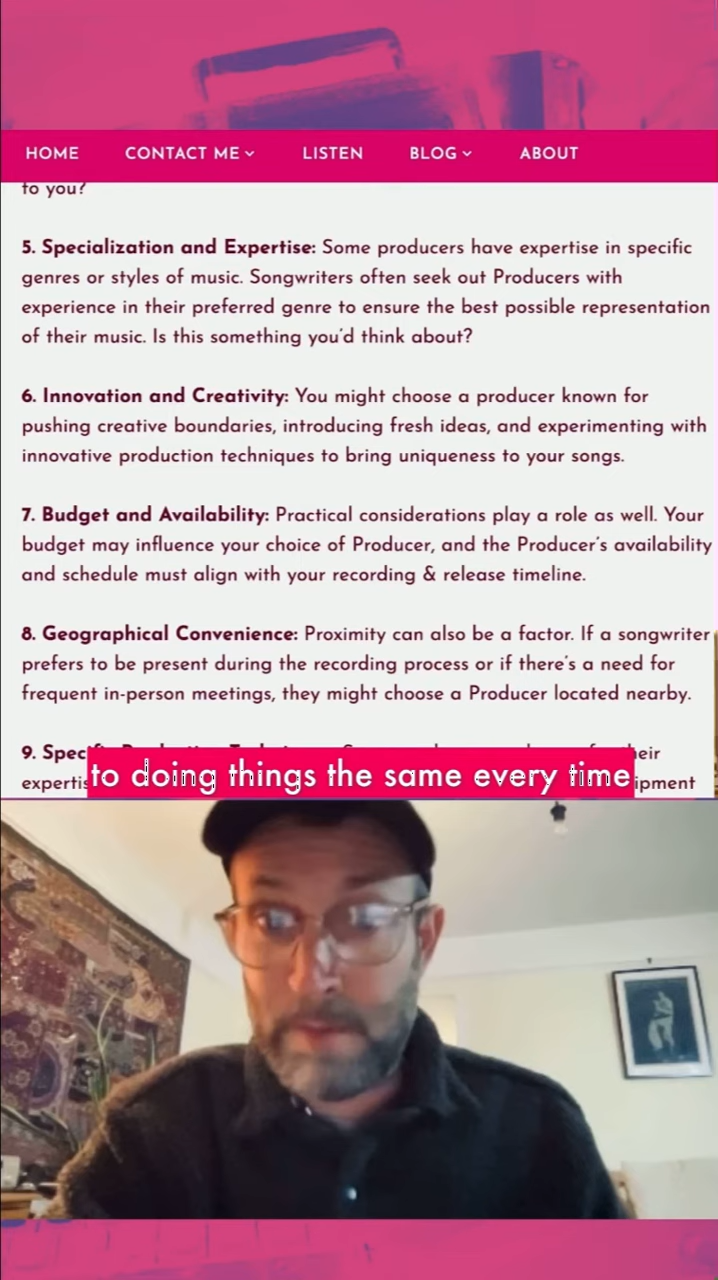 HOME CONTACT ME LISTEN BLOG ABOUT
to you?
5. Specialization and Expertise: Some producers have expertise in specific
genres or styles of music. Songwriters often seek out Producers with
experience in their preferred genre to ensure the best possible representation
of their music. Is this something you'd think about?
6. Innovation and Creativity: You might choose a producer known for
pushing creative boundaries, introducing fresh ideas, and experimenting with
innovative production techniques to bring uniqueness to your songs.
7. Budget and Availability: Practical considerations play a role as well. Your
budget may influence your choice of Producer, and the Producer's availability
and schedule must align with your recording & release timeline.
8. Geographical Convenience: Proximity can also be a factor. If a songwriter
prefers to be present during the recording process or if there's a need for
frequent in-person meetings, they might choose a Producer located nearby.
9.
to doing things the same every time